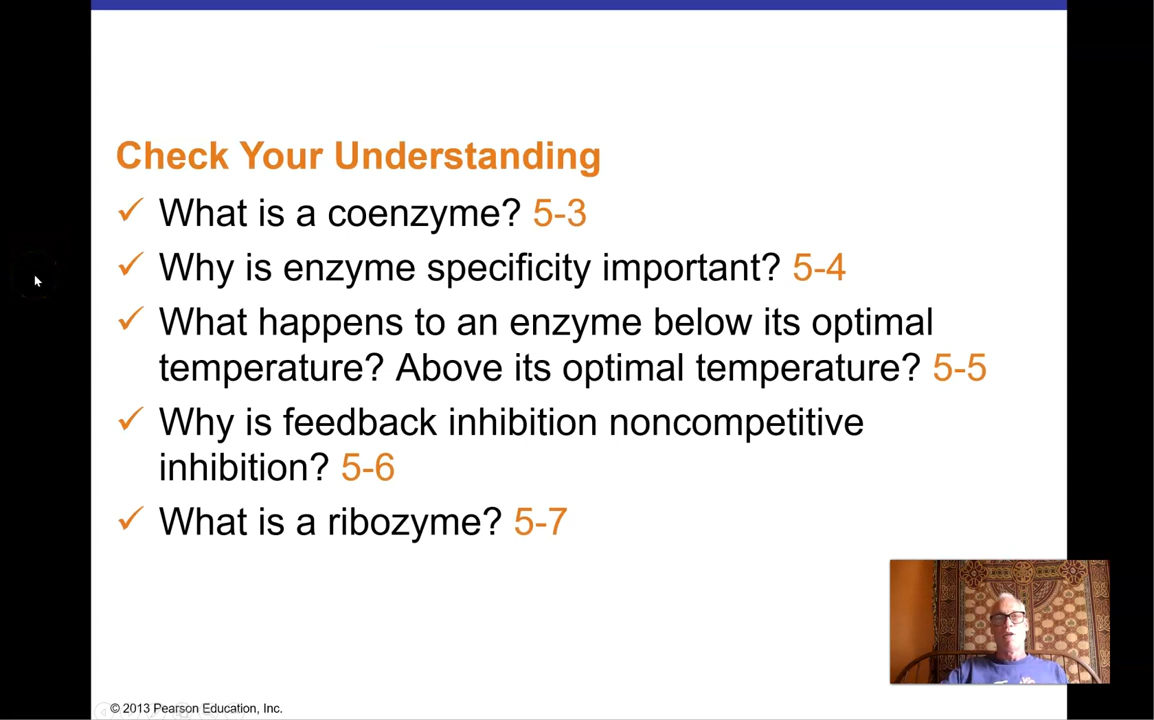 Check Your Understanding
What is a coenzyme? 5-3
Why is enzyme specificity important? 5-4
What happens to an enzyme below its optimal
temperature? Above its optimal temperature? 5-5
Why is feedback inhibition noncompetitive
inhibition? 5-6
What is a ribozyme? 5-7
© 2013 Pearson Education, Inc.